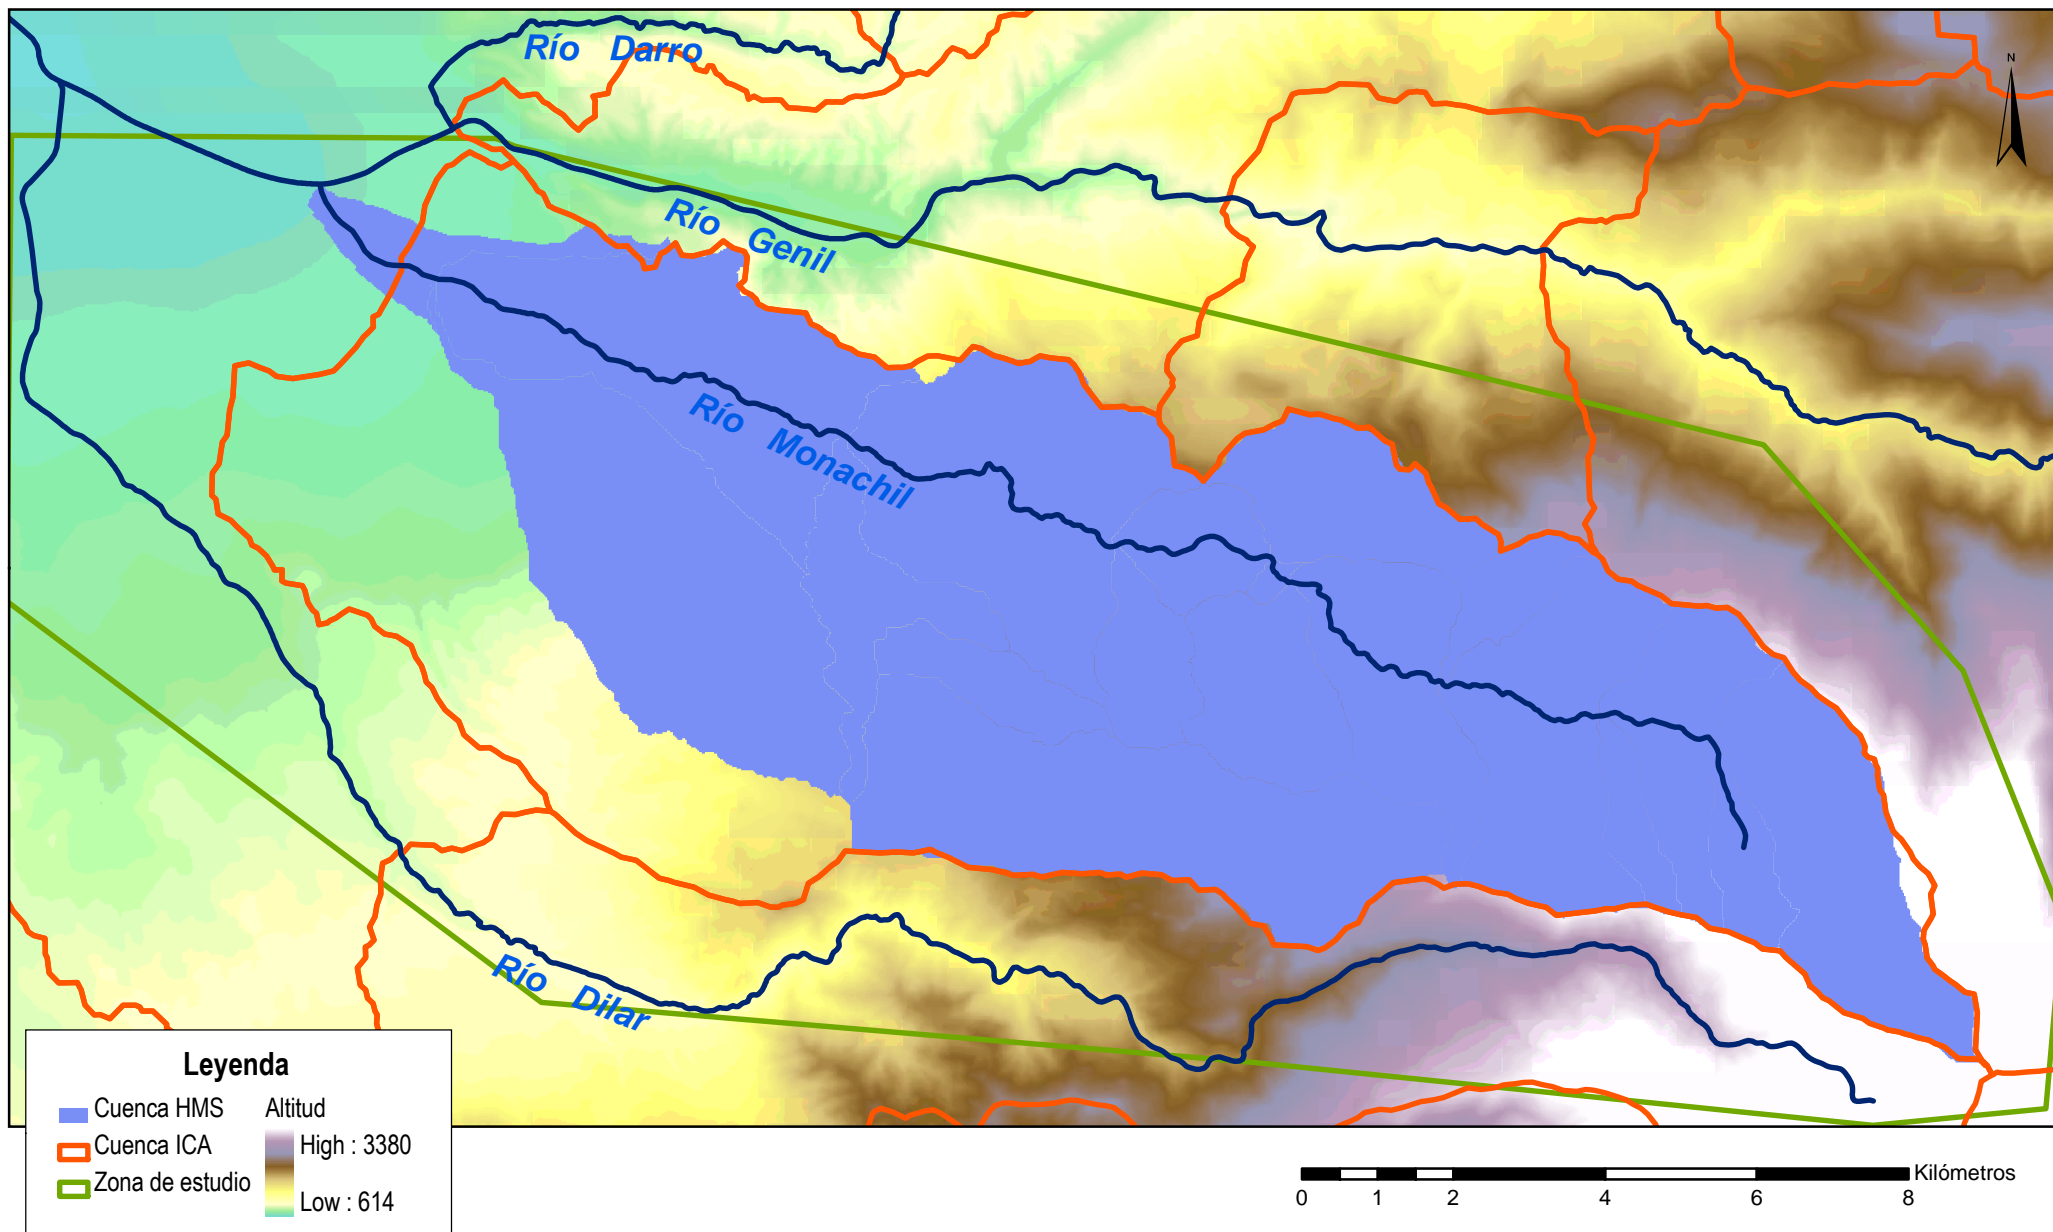 Río Darro
N
Río Genil
Río Monachil
Río Dilar
Leyenda
Cuenca HMS
Cuenca ICA
Zona de estudio
Altitud
High : 3380
Low : 614
Kilómetros
0 1 2 4 6 8